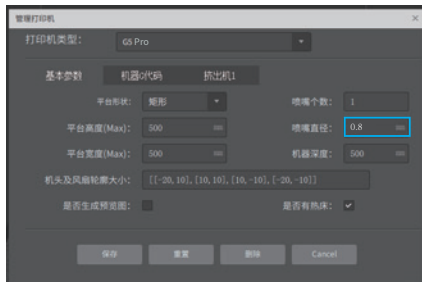 管理打印机
打印机类型： G5 Pro
基本参数 机器G代码 挤出机1
平台形状： 矩形 喷嘴个数： 1
平台高度(Max)： 500 喷嘴直径： 0.8
平台宽度(Max)： 500 机器深度： 500
机头及风扇轮廓大小： [[-20, 10], [10, 10], [10, -10], [-20, -10]]
是否生成预览图： 是否有热床：
保存 重置 删除 Cancel